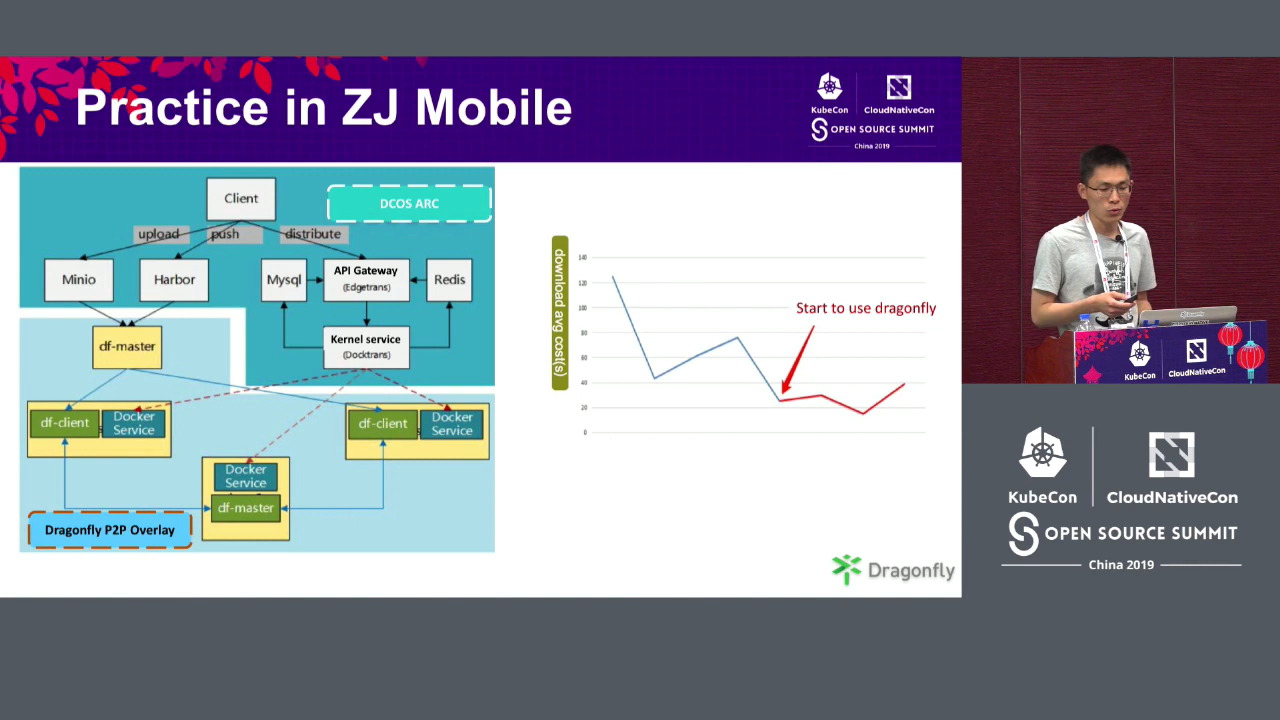 Practice in ZJ Mobile
KubeCon
CloudNativeCon
OPEN SOURCE SUMMIT
China 2019
Client
DCOS ARC
upload
push
distribute
Minio
Harbor
Mysql
API Gateway
(Edgetrans)
Redis
df-master
Kernel service
(Docktrans)
df-client
Docker
Service
df-client
Docker
Service
Docker
Service
df-master
Dragonfly P2P Overlay
download avg cost(s)
140
120
100
80
60
40
20
0
Start to use dragonfly
Dragonfly
KubeCon
CloudNativeCon
KubeCon
CloudNativeCon
OPEN SOURCE SUMMIT
China 2019